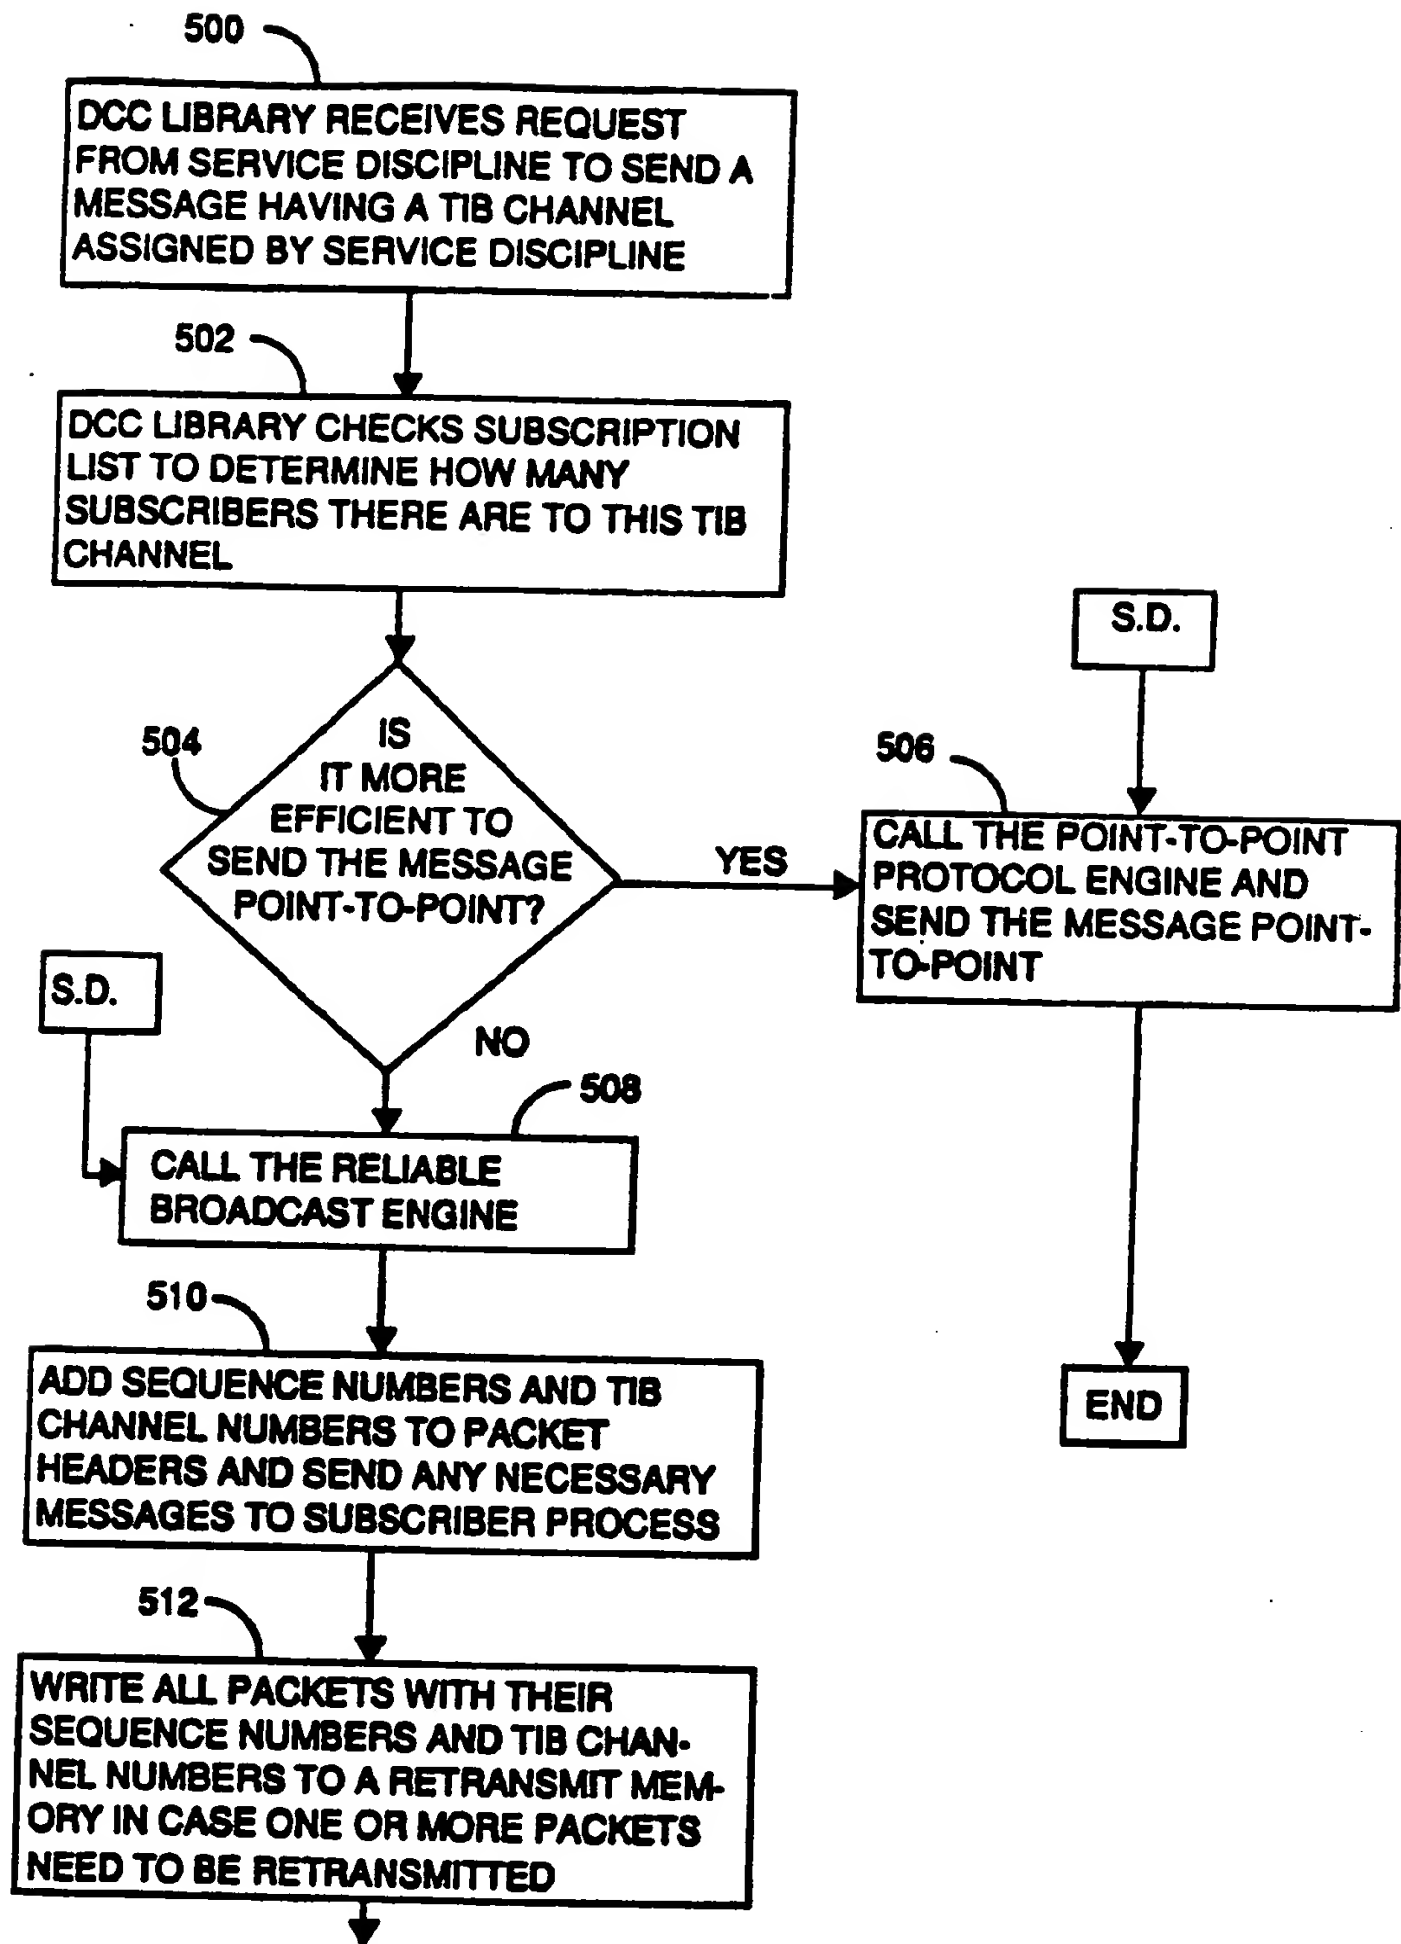 500
DCC LIBRARY RECEIVES REQUEST
FROM SERVICE DISCIPLINE TO SEND A
MESSAGE HAVING A TIB CHANNEL
ASSIGNED BY SERVICE DISCIPLINE
502
DCC LIBRARY CHECKS SUBSCRIPTION
LIST TO DETERMINE HOW MANY
SUBSCRIBERS THERE ARE TO THIS TIB
CHANNEL
504
IS
IT MORE
EFFICIENT TO
SEND THE MESSAGE
POINT-TO-POINT?
YES
S.D.
506
CALL THE POINT-TO-POINT
PROTOCOL ENGINE AND
SEND THE MESSAGE POINT-
TO-POINT
END
NO
S.D.
508
CALL THE RELIABLE
BROADCAST ENGINE
510
ADD SEQUENCE NUMBERS AND TIB
CHANNEL NUMBERS TO PACKET
HEADERS AND SEND ANY NECESSARY
MESSAGES TO SUBSCRIBER PROCESS
512
WRITE ALL PACKETS WITH THEIR
SEQUENCE NUMBERS AND TIB CHAN-
NEL NUMBERS TO A RETRANSMIT MEM-
ORY IN CASE ONE OR MORE PACKETS
NEED TO BE RETRANSMITTED